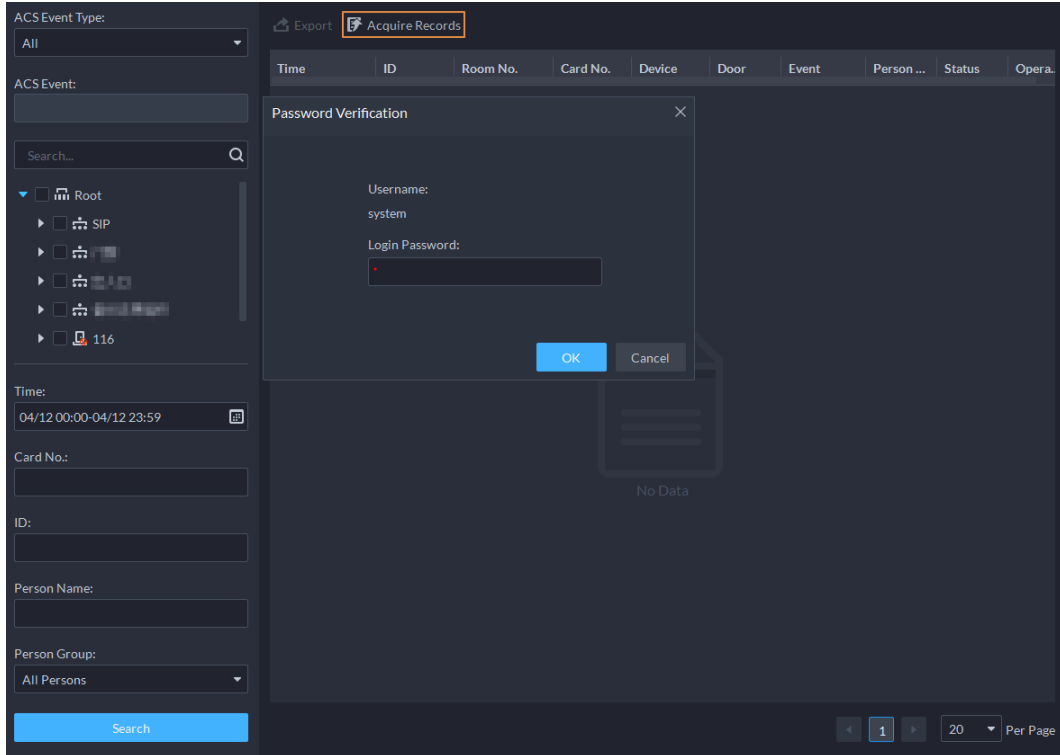 ACS Event Type:
All
ACS Event:
Search...
Root
SIP
116
Time:
04/12 00:00-04/12 23:59
Card No.:
ID:
Person Name:
Person Group:
All Persons
Search
Export Acquire Records
Time ID Room No. Card No. Device Door Event Person ... Status Opera...
Password Verification
Username:
system
Login Password:
*
OK Cancel
No Data
1 20 Per Page